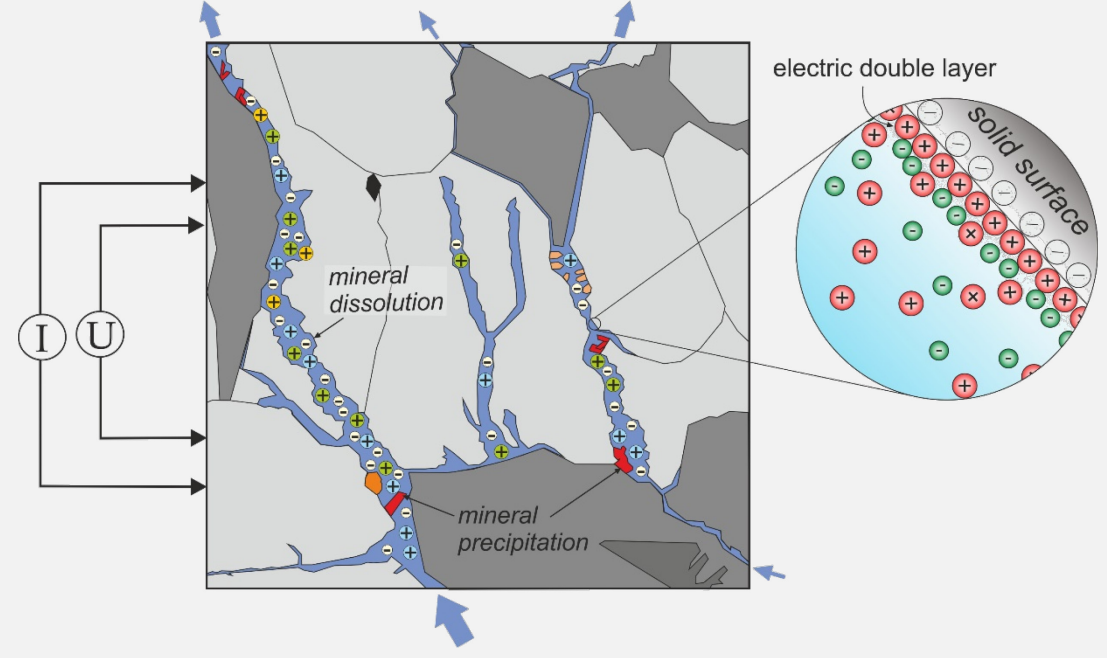 electric double layer
solid surface
I
U
mineral
dissolution
mineral
precipitation